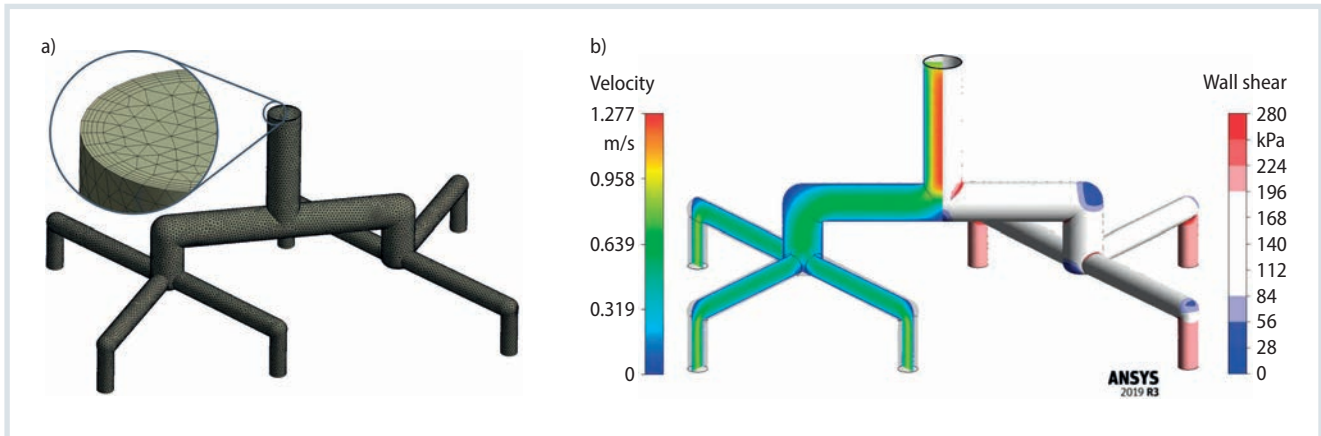 a)
b)
Velocity
1.277
m/s
0.958
0.639
0.319
0
Wall shear
280
kPa
224
196
168
140
112
84
56
28
0
ANSYS
2019 R3